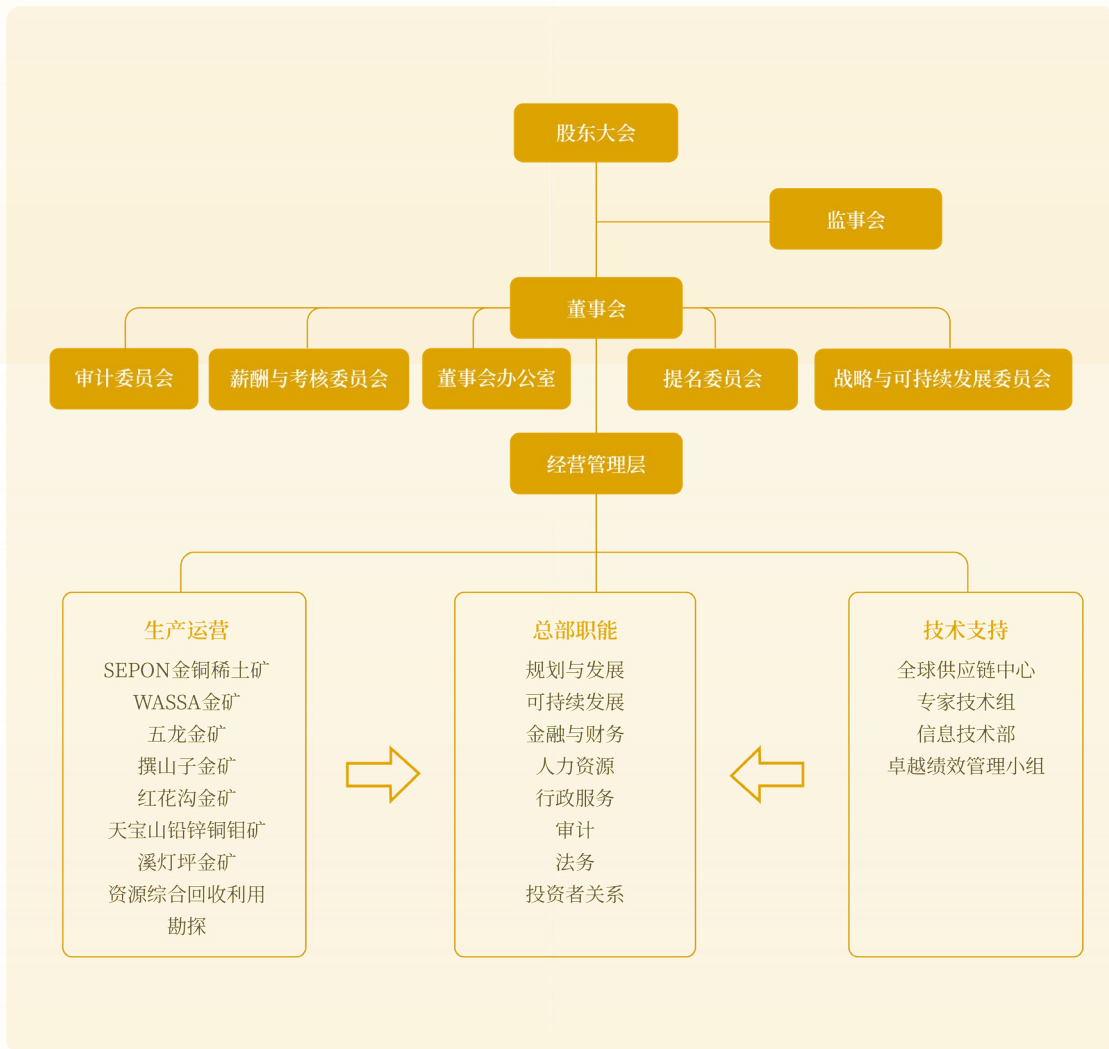 股东大会
监事会
董事会
审计委员会
薪酬与考核委员会
董事会办公室
提名委员会
战略与可持续发展委员会
经营管理层
生产运营
SEPON金铜稀土矿
WASSA金矿
五龙金矿
撰山子金矿
红花沟金矿
天宝山铅锌铜钼矿
溪灯坪金矿
资源综合回收利用
勘探
总部职能
规划与发展
可持续发展
金融与财务
人力资源
行政服务
审计
法务
投资者关系
技术支持
全球供应链中心
专家技术组
信息技术部
卓越绩效管理小组